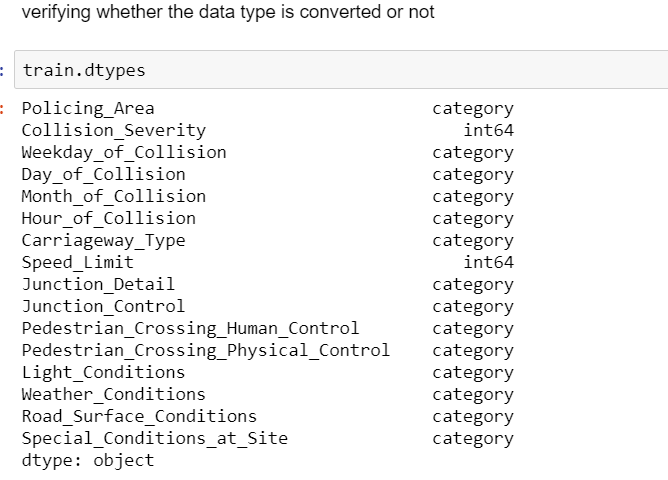 verifying whether the data type is converted or not
: train.dtypes
: Policing_Area category
Collision_Severity int64
Weekday_of_Collision category
Day_of_Collision category
Month_of_Collision category
Hour_of_Collision category
Carriageway_Type category
Speed_Limit int64
Junction_Detail category
Junction_Control category
Pedestrian_Crossing_Human_Control category
Pedestrian_Crossing_Physical_Control category
Light_Conditions category
Weather_Conditions category
Road_Surface_Conditions category
Special_Conditions_at_Site category
dtype: object